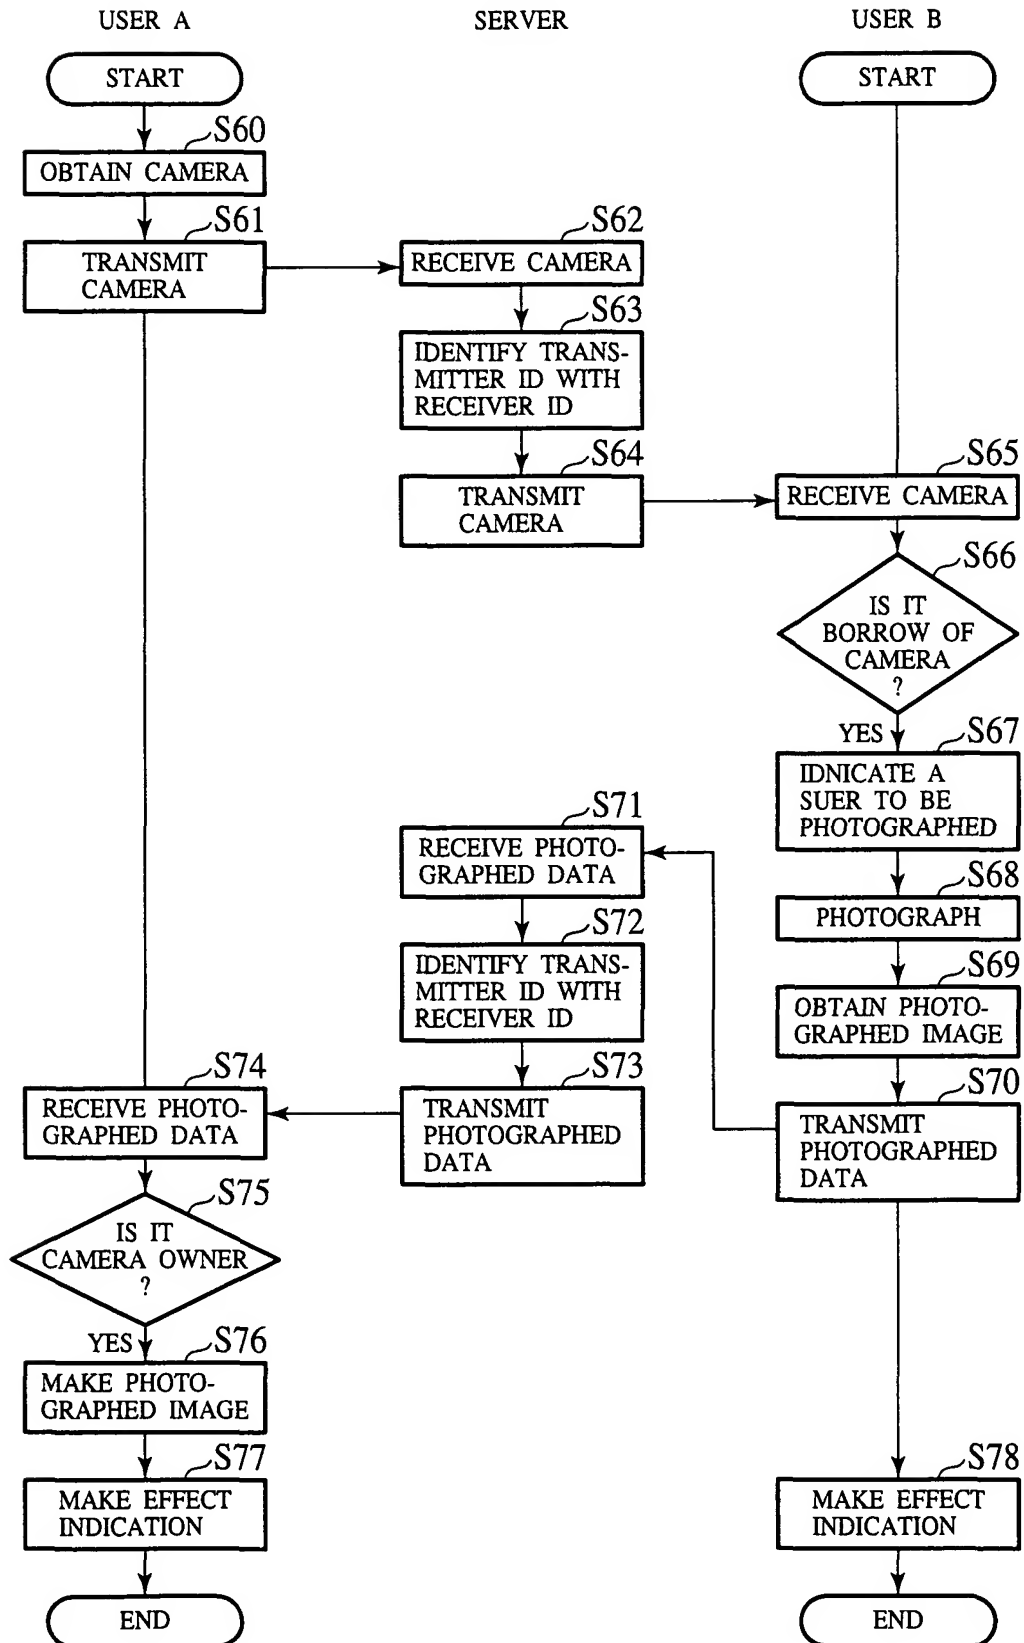 USER A
SERVER
USER B
START
START
S60
OBTAIN CAMERA
S61
TRANSMIT
CAMERA
S62
RECEIVE CAMERA
S63
IDENTIFY TRANS-
MITTER ID WITH
RECEIVER ID
S64
TRANSMIT
CAMERA
S65
RECEIVE CAMERA
S66
IS IT
BORROW OF
CAMERA
?
YES
S67
IDNICATE A
SUER TO BE
PHOTOGRAPHED
S68
PHOTOGRAPH
S69
OBTAIN PHOTO-
GRAPHED IMAGE
S70
TRANSMIT
PHOTOGRAPHED
DATA
S71
RECEIVE PHOTO-
GRAPHED DATA
S72
IDENTIFY TRANS-
MITTER ID WITH
RECEIVER ID
S73
TRANSMIT
PHOTOGRAPHED
DATA
S74
RECEIVE PHOTO-
GRAPHED DATA
S75
IS IT
CAMERA OWNER
?
YES
S76
MAKE PHOTO-
GRAPHED IMAGE
S77
MAKE EFFECT
INDICATION
END
S78
MAKE EFFECT
INDICATION
END